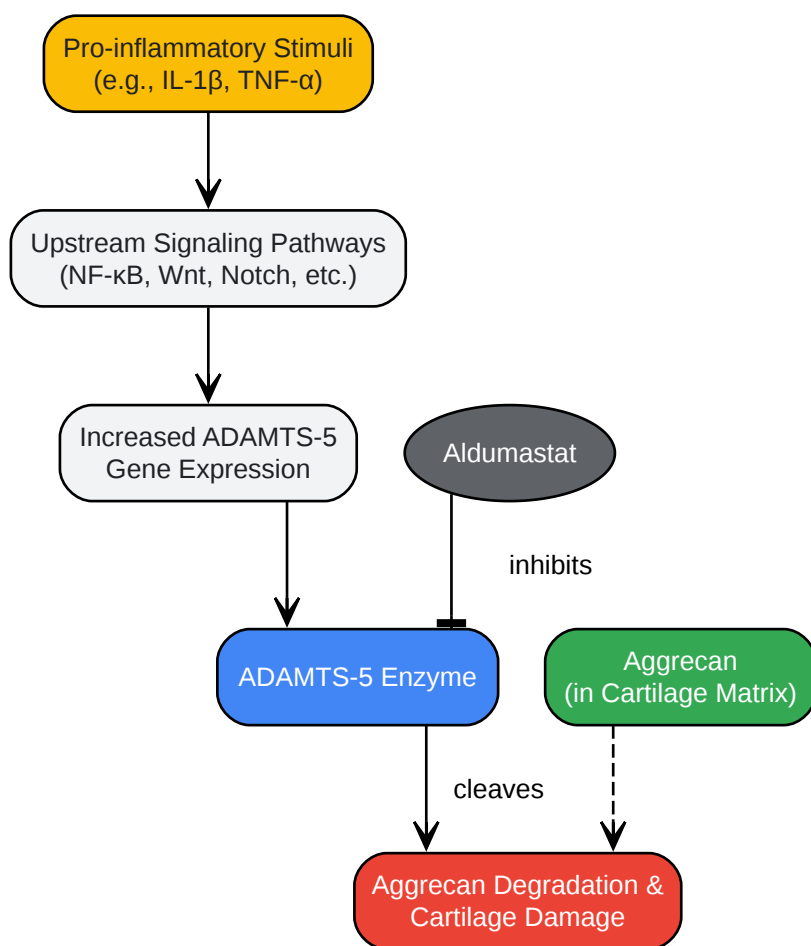 Pro-inflammatory Stimuli
(e.g., IL-1β, TNF-α)
Upstream Signaling Pathways
(NF-κB, Wnt, Notch, etc.)
Increased ADAMTS-5
Gene Expression
Aldumastat
inhibits
ADAMTS-5 Enzyme
Aggrecan
(in Cartilage Matrix)
cleaves
Aggrecan Degradation &
Cartilage Damage